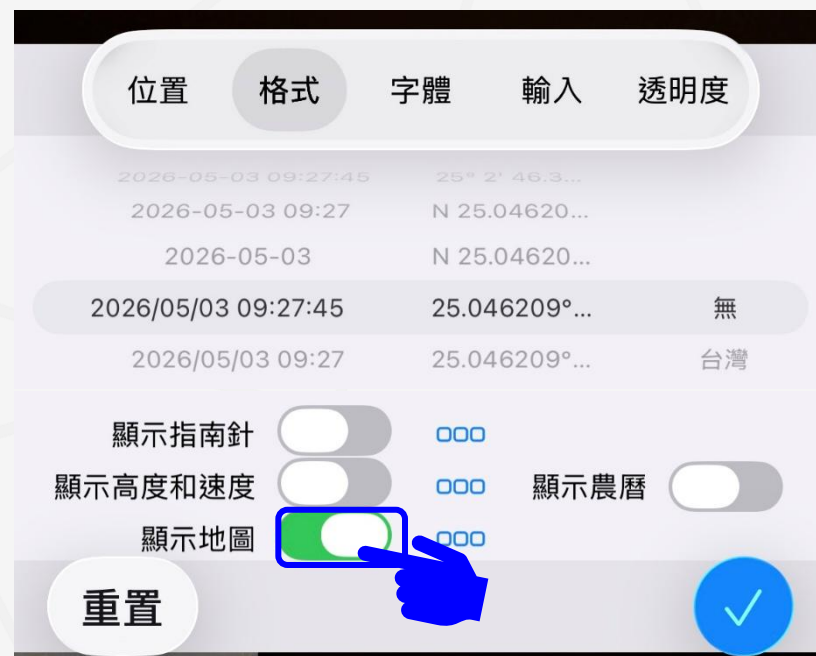 位置 格式 字體 輸入 透明度
2026-05-03 09:27:45 25° 2' 46.3...
2026-05-03 09:27 N 25.04620...
2026-05-03 N 25.04620...
2026/05/03 09:27:45 25.046209°... 無
2026/05/03 09:27 25.046209°... 台灣
顯示指南針
顯示高度和速度 顯示農曆
顯示地圖
重置